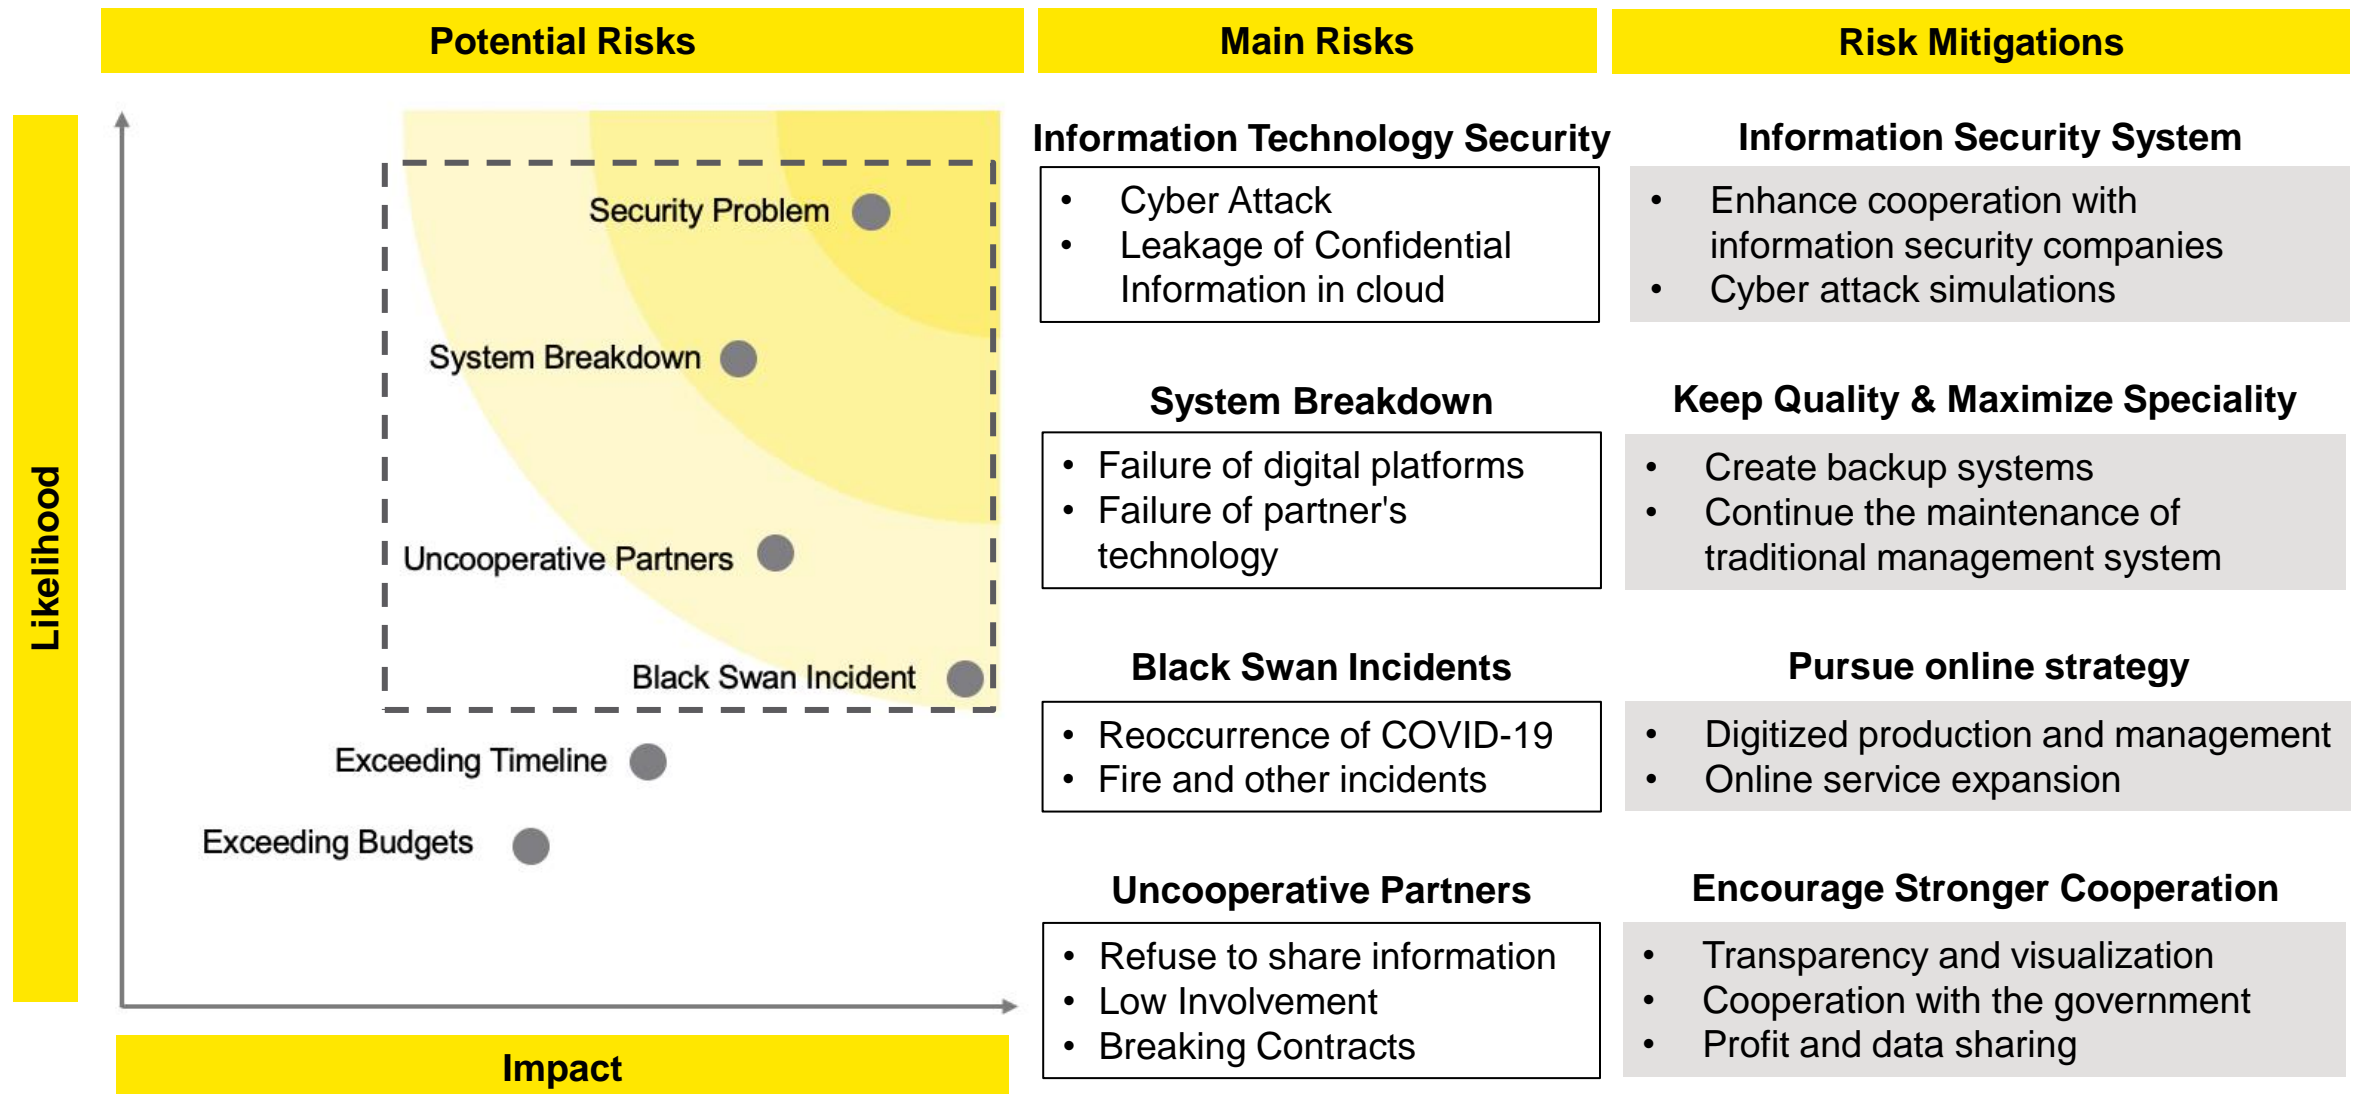 Potential Risks
Main Risks
Risk Mitigations
Likelihood
Security Problem
System Breakdown
Uncooperative Partners
Black Swan Incident
Exceeding Timeline
Exceeding Budgets
Impact
Information Technology Security
• Cyber Attack
• Leakage of Confidential
Information in cloud
System Breakdown
• Failure of digital platforms
• Failure of partner's
technology
Black Swan Incidents
• Reoccurrence of COVID-19
• Fire and other incidents
Uncooperative Partners
• Refuse to share information
• Low Involvement
• Breaking Contracts
Information Security System
• Enhance cooperation with
information security companies
• Cyber attack simulations
Keep Quality & Maximize Speciality
• Create backup systems
• Continue the maintenance of
traditional management system
Pursue online strategy
• Digitized production and management
• Online service expansion
Encourage Stronger Cooperation
• Transparency and visualization
• Cooperation with the government
• Profit and data sharing